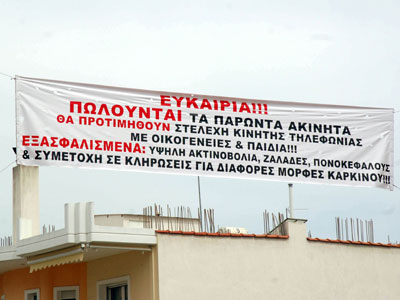 ΕΥΚΑΙΡΙΑ!!!
ΠΩΛΟΥΝΤΑΙ ΤΑ ΠΑΡΟΝΤΑ ΑΚΙΝΗΤΑ
ΘΑ ΠΡΟΤΙΜΗΘΟΥΝ ΣΤΕΛΕΧΗ ΚΙΝΗΤΗΣ ΤΗΛΕΦΩΝΙΑΣ
ΜΕ ΟΙΚΟΓΕΝΕΙΕΣ & ΠΑΙΔΙΑ!!!
ΕΞΑΣΦΑΛΙΣΜΕΝΑ: ΥΨΗΛΗ ΑΚΤΙΝΟΒΟΛΙΑ, ΖΑΛΑΔΕΣ, ΠΟΝΟΚΕΦΑΛΟΥΣ
& ΣΥΜΕΤΟΧΗ ΣΕ ΚΛΗΡΩΣΕΙΣ ΓΙΑ ΔΙΑΦΟΡΕΣ ΜΟΡΦΕΣ ΚΑΡΚΙΝΟΥ!!!